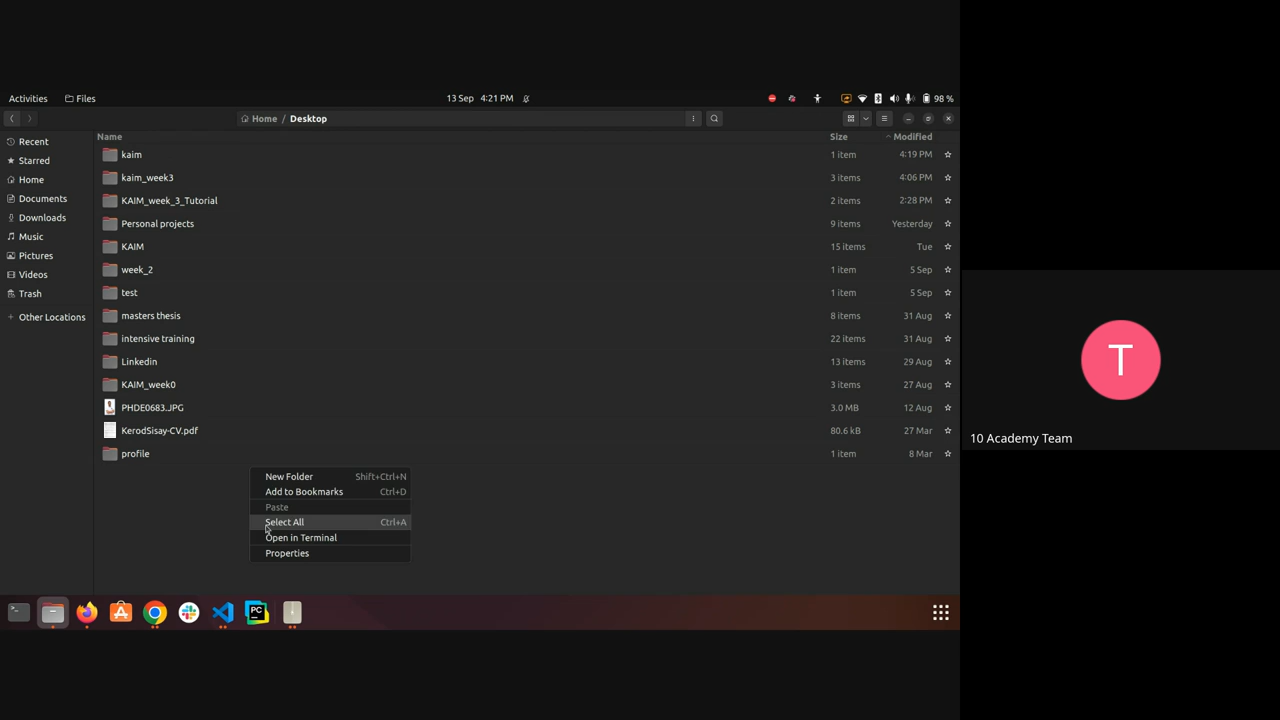 Activities
Files
13 Sep 4:21 PM
98 %
Home / Desktop
Recent
Starred
Home
Documents
Downloads
Music
Pictures
Videos
Trash
+ Other Locations
Name Size Modified
kaim 1 item 4:19 PM
kaim_week3 3 items 4:06 PM
KAIM_week_3_Tutorial 2 items 2:28 PM
Personal projects 9 items Yesterday
KAIM 15 items Tue
week_2 1 item 5 Sep
test 1 item 5 Sep
masters thesis 8 items 31 Aug
intensive training 22 items 31 Aug
Linkedin 13 items 29 Aug
KAIM_week0 3 items 27 Aug
PHDE0683.JPG 3.0 MB 12 Aug
KerodSisay-CV.pdf 80.6 kB 27 Mar
profile 1 item 8 Mar
New Folder Shift+Ctrl+N
Add to Bookmarks Ctrl+D
Paste
Select All Ctrl+A
Open in Terminal
Properties
PC
T
10 Academy Team